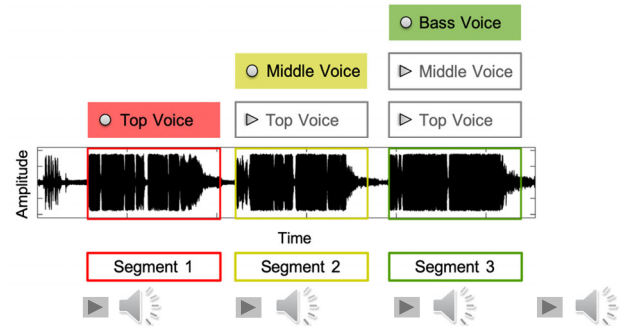 Bass Voice
Middle Voice
Middle Voice
Top Voice
Top Voice
Top Voice
Amplitude
Time
Segment 1
Segment 2
Segment 3